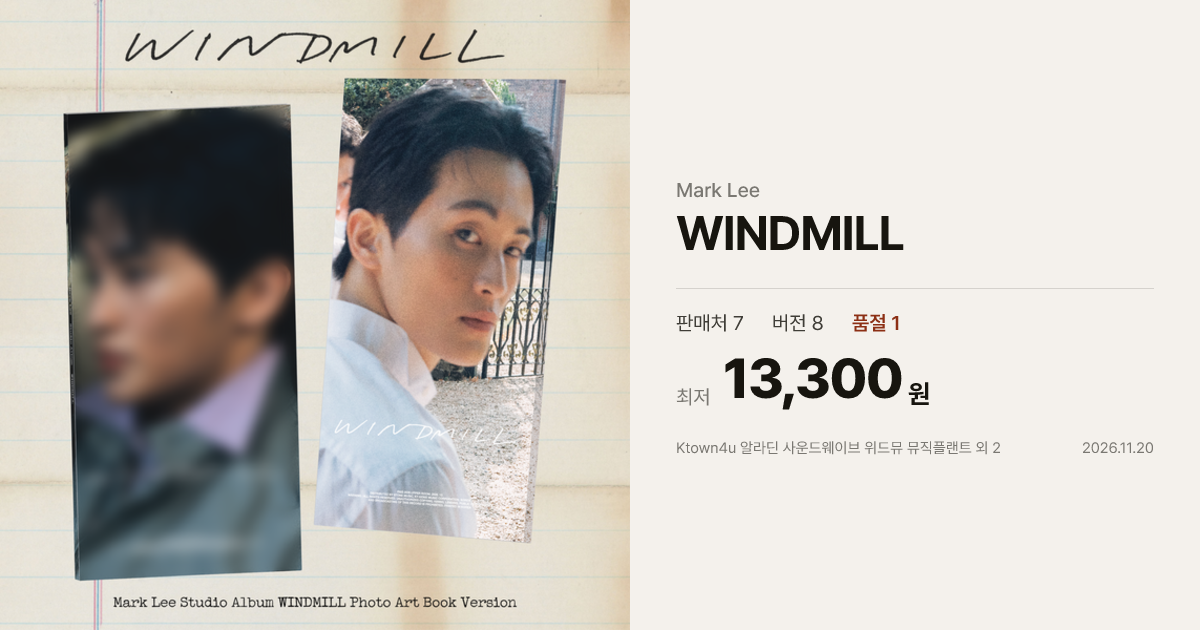 WINDMILL
WINDMILL
Mark Lee Studio Album WINDMILL Photo Art Book Version
Mark Lee
WINDMILL
판매처 7 버전 8 품절 1
최저 13,300 원
Ktown4u 알라딘 사운드웨이브 위드뮤 뮤직플랜트 외 2 2026.11.20